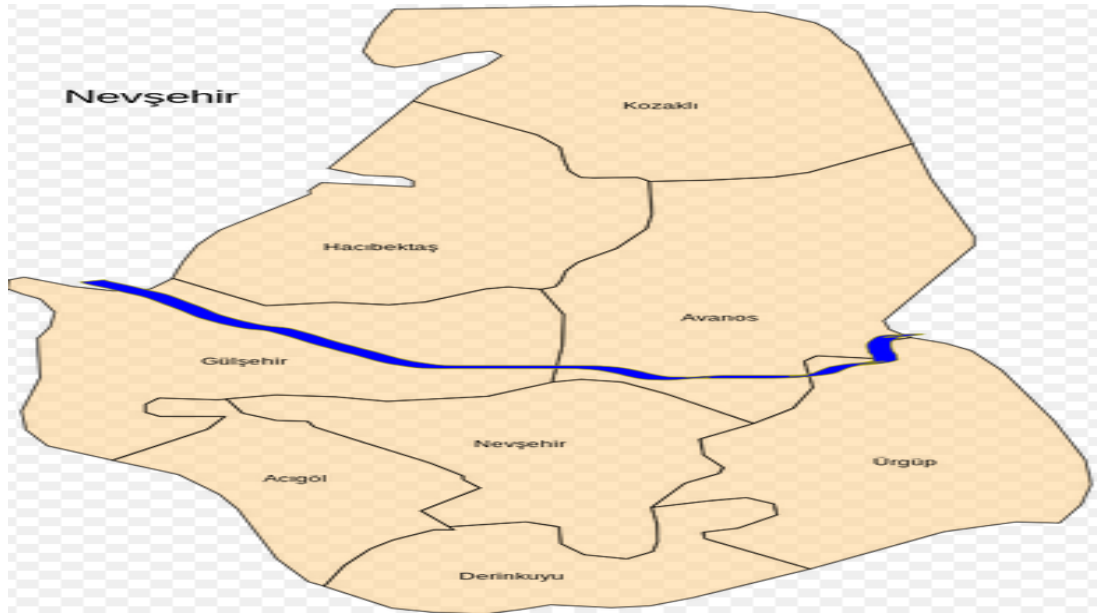 Nevşehir
Kozaklı
Hacıbektaş
Avanos
Gülşehir
Nevşehir
Ürgüp
Acıgöl
Derinkuyu